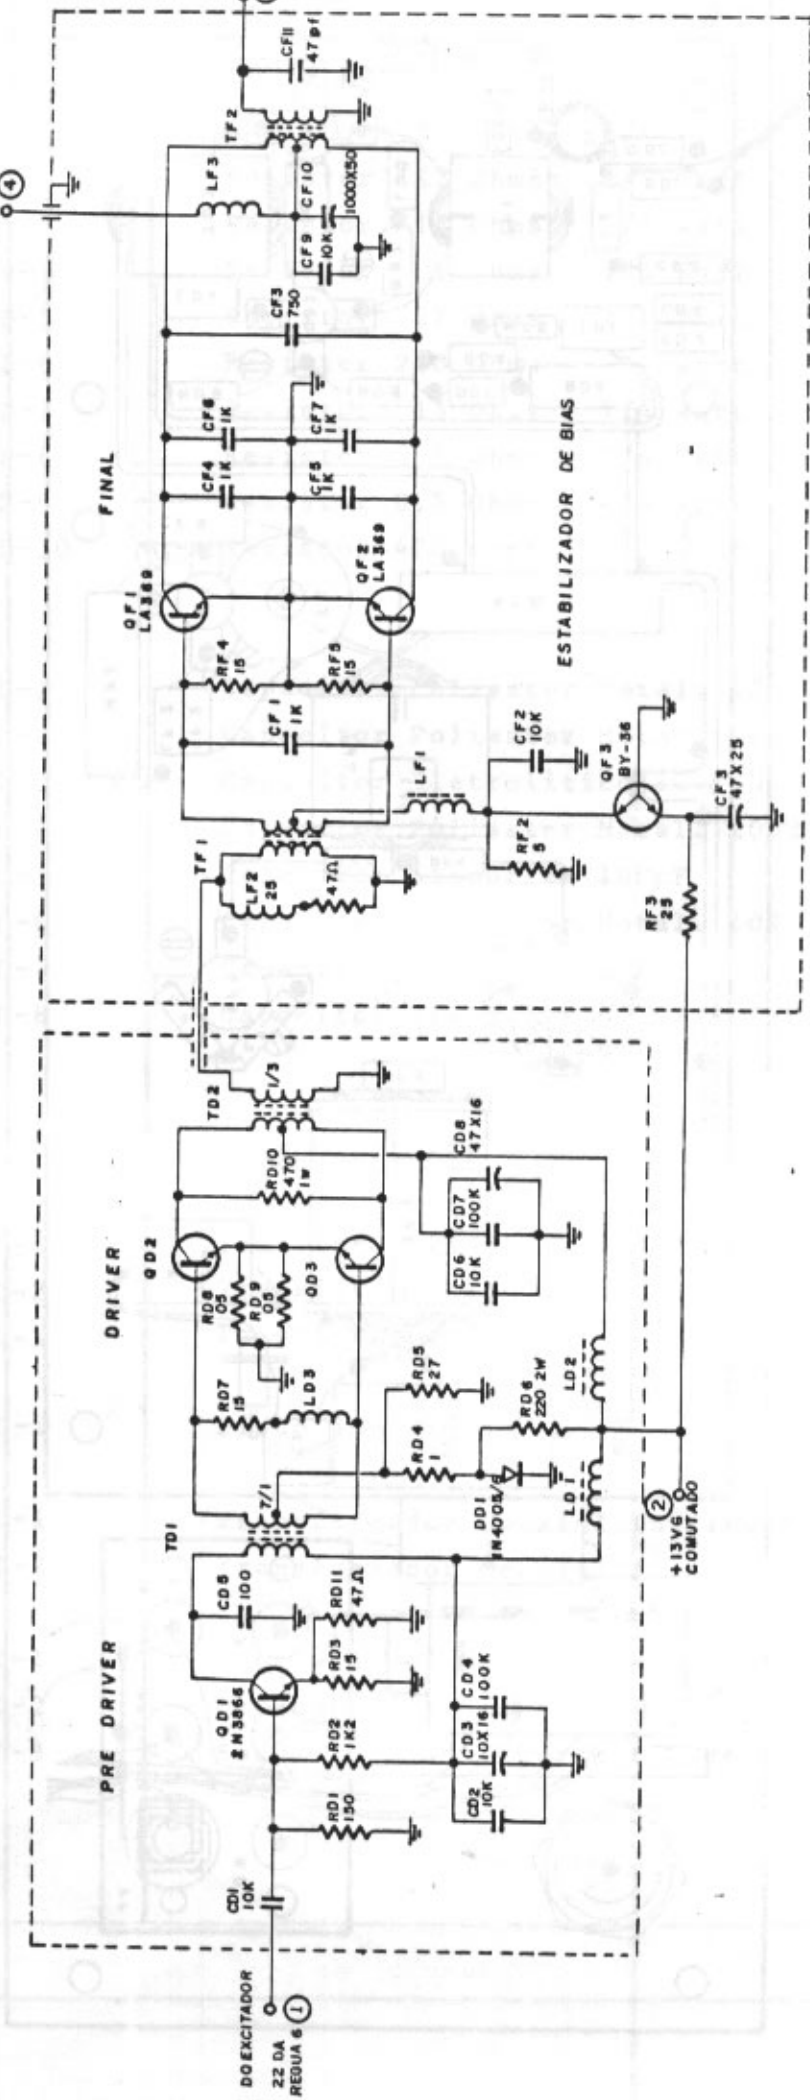 DO EXCITADOR
22 DA
REGUA 6
1
PRE DRIVER
CD1
10K
RD1
150
RD2
1K2
QD1
2N3866
CD2
10K
CD3
10X16
CD4
100K
RD3
15
RD11
47Ω
CD5
100
TD1
7/1
DRIVER
RD7
15
LD3
RD8
05
RD9
05
QD2
QD3
RD4
1
RD5
27
DD1
RD6
220 2W
LD1
LD2
CD6
10K
CD7
100K
CD8
47X16
RD10
470
1W
TD2
1/3
2
+13V6
COMUTADO
TF1
LF2
25
47Ω
LF1
CF1
1K
RF4
15
RF5
15
QF1
LA369
QF2
LA369
RF2
5
CF2
10K
QF3
BY-36
RF3
25
CF3
47X25
ESTABILIZADOR DE BIAS
FINAL
CF4
1K
CF6
1K
CF5
1K
CF7
1K
CF3
750
CF9
10K
CF10
1000X50
LF3
4
TF2
CF11
47 pf